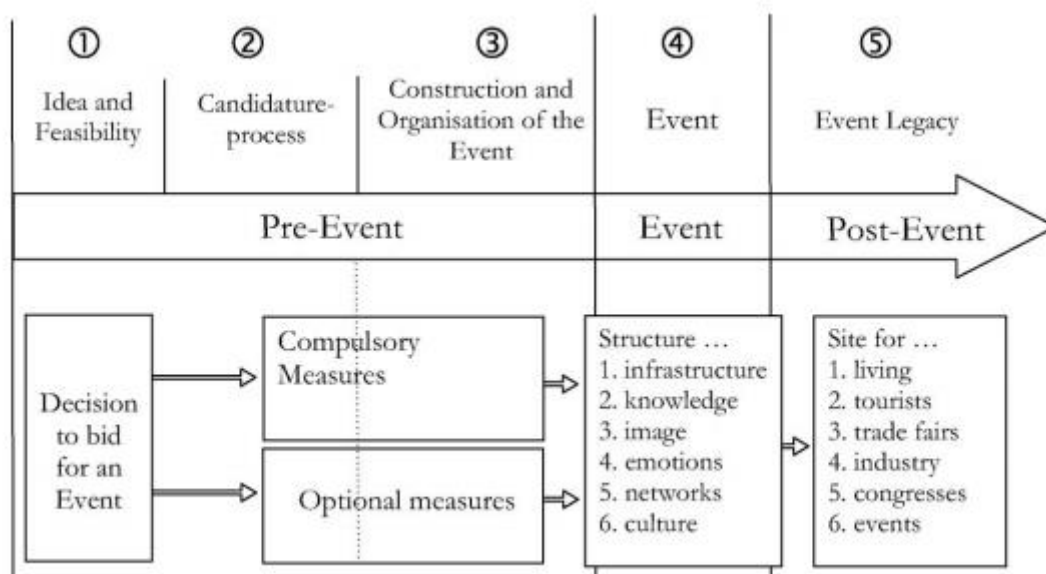 ①
②
③
④
⑤
Idea and
Feasibility
Candidature-
process
Construction and
Organisation of the
Event
Event
Event Legacy
Pre-Event
Event
Post-Event
Decision
to bid
for an
Event
Compulsory
Measures
Optional measures
Structure ...
1. infrastructure
2. knowledge
3. image
4. emotions
5. networks
6. culture
Site for ...
1. living
2. tourists
3. trade fairs
4. industry
5. congresses
6. events